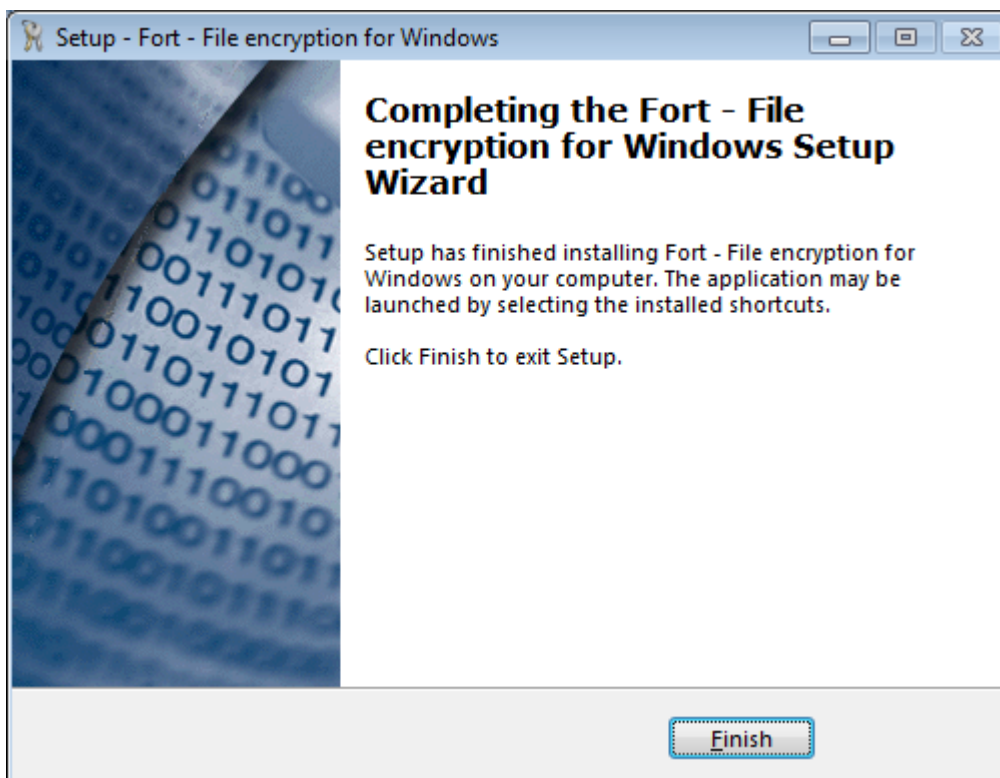 Setup - Fort - File encryption for Windows
Completing the Fort - File
encryption for Windows Setup
Wizard
Setup has finished installing Fort - File encryption for
Windows on your computer. The application may be
launched by selecting the installed shortcuts.
Click Finish to exit Setup.
Finish